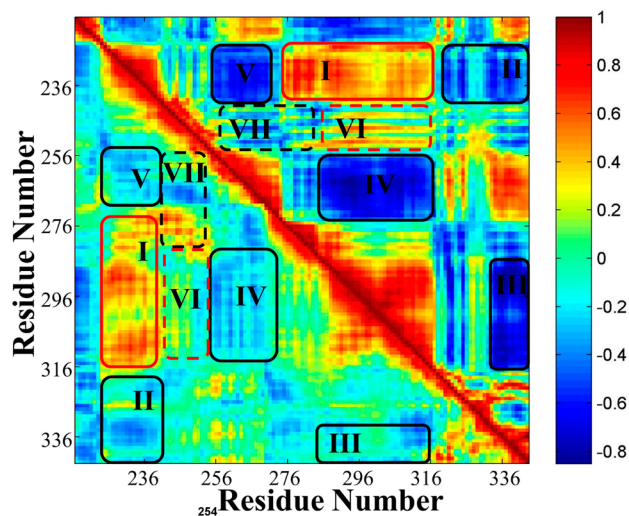 1
0.8
0.6
0.4
0.2
0
-0.2
-0.4
-0.6
-0.8
Residue Number
236
256
276
296
316
336
V I II
VII VI
V VII IV
I
VI IV III
II III
236 256 276 296 316 336
254 Residue Number